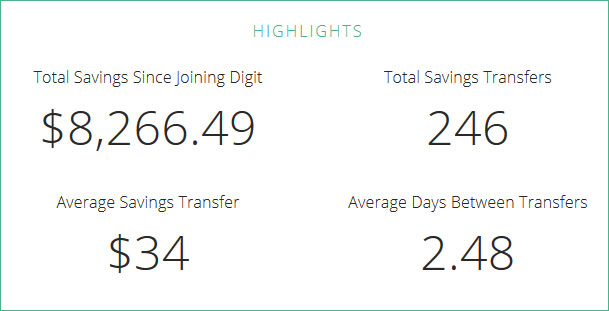 HIGHLIGHTS
Total Savings Since Joining Digit
$8,266.49
Total Savings Transfers
246
Average Savings Transfer
$34
Average Days Between Transfers
2.48